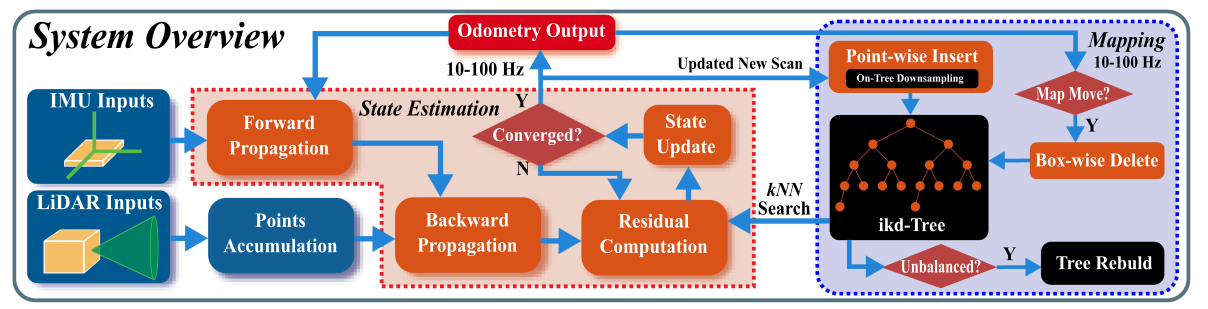 System Overview
Odometry Output
10-100 Hz
Updated New Scan
Mapping
10-100 Hz
Point-wise Insert
On-Tree Downsampling
Map Move?
Y
Box-wise Delete
ikd-Tree
Unbalanced?
Y
Tree Rebuld
IMU Inputs
LiDAR Inputs
Points
Accumulation
State Estimation
Forward
Propagation
Y
Converged?
N
State
Update
Backward
Propagation
Residual
Computation
kNN
Search